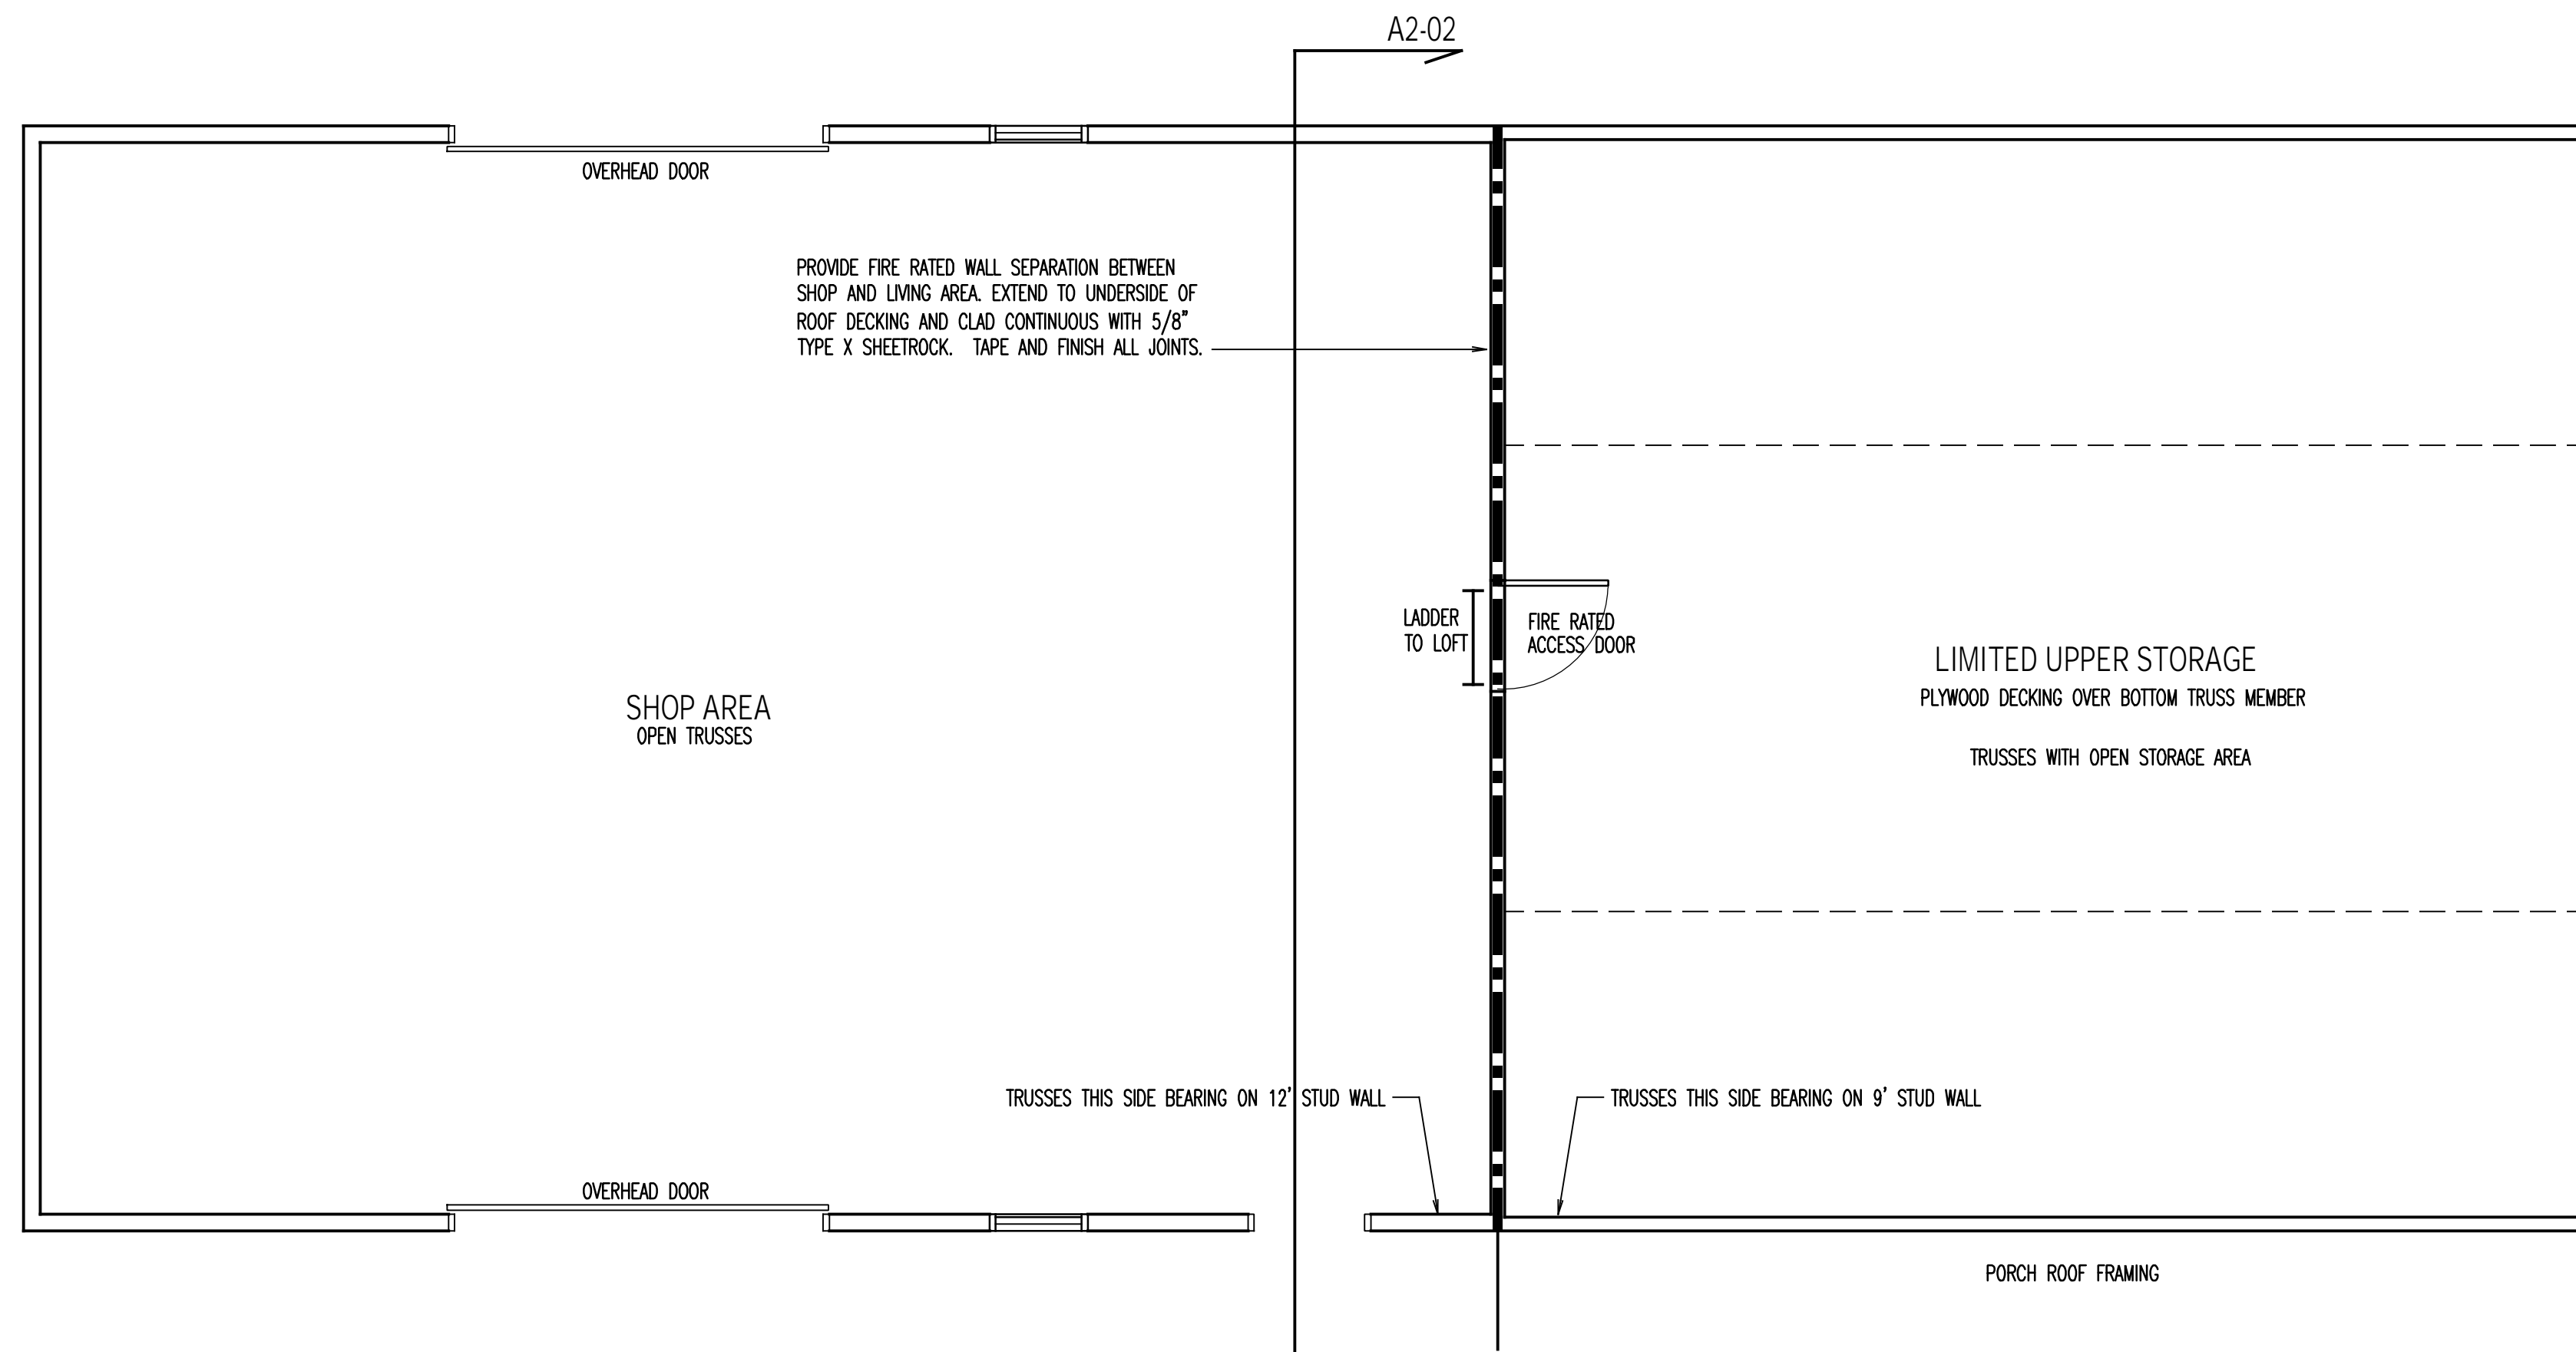 A2-02
OVERHEAD DOOR
PROVIDE FIRE RATED WALL SEPARATION BETWEEN
SHOP AND LIVING AREA. EXTEND TO UNDERSIDE OF
ROOF DECKING AND CLAD CONTINUOUS WITH 5/8"
TYPE X SHEETROCK. TAPE AND FINISH ALL JOINTS.
LADDER
TO LOFT
FIRE RATED
ACCESS DOOR
SHOP AREA
OPEN TRUSSES
LIMITED UPPER STORAGE
PLYWOOD DECKING OVER BOTTOM TRUSS MEMBER
TRUSSES WITH OPEN STORAGE AREA
TRUSSES THIS SIDE BEARING ON 12' STUD WALL
TRUSSES THIS SIDE BEARING ON 9' STUD WALL
OVERHEAD DOOR
PORCH ROOF FRAMING